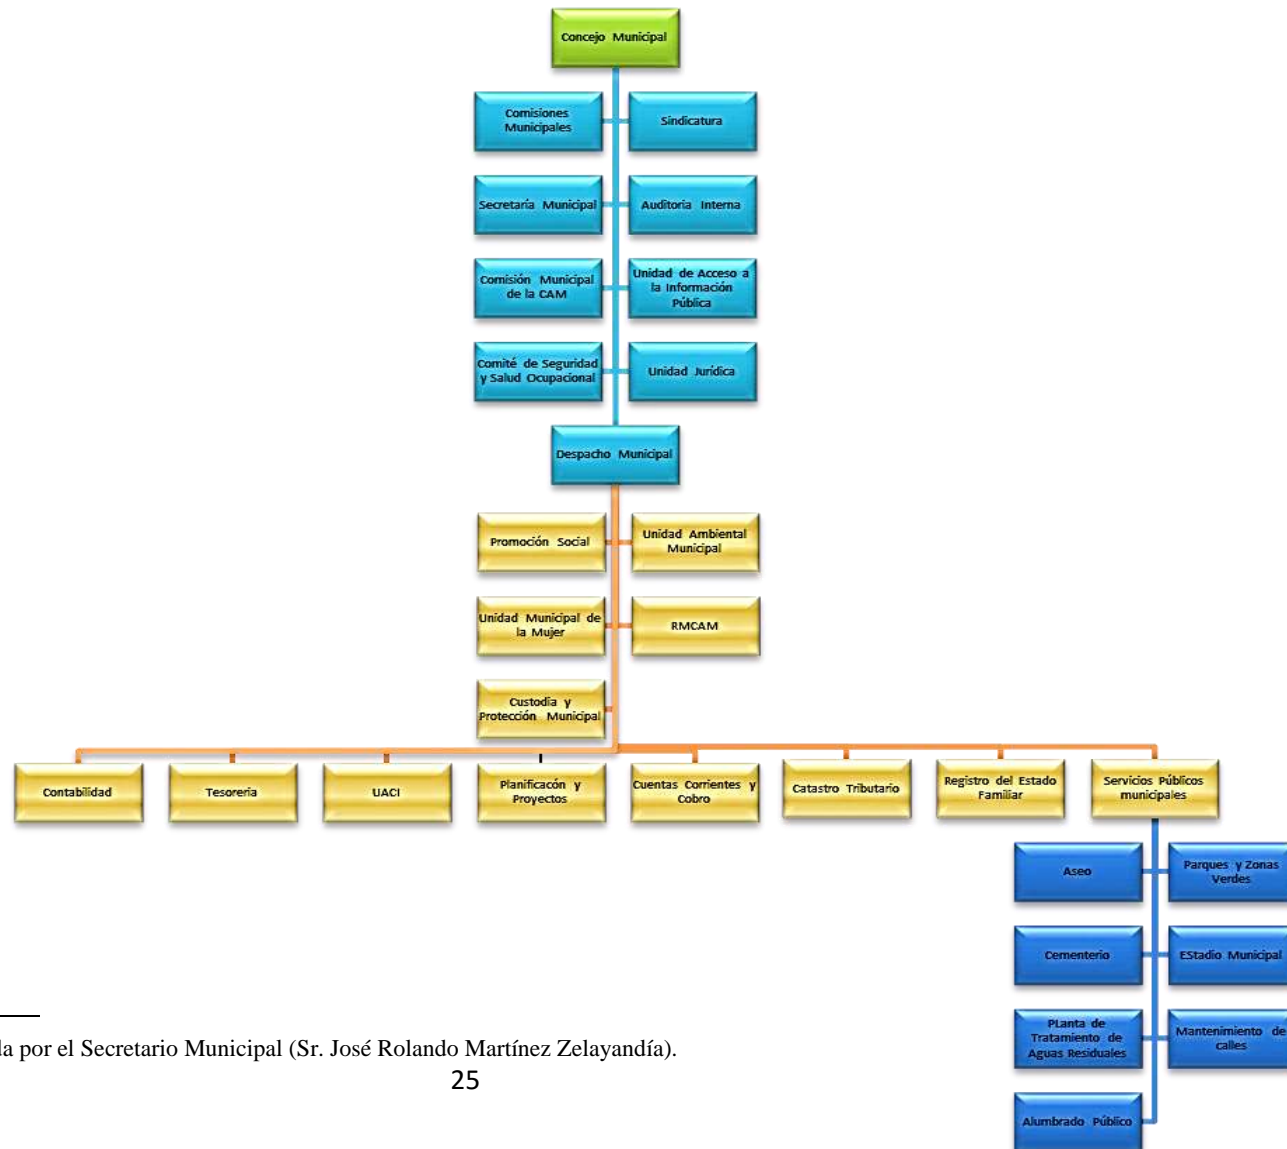 Concejo Municipal
Comisiones
Municipales
Sindicatura
Secretaría Municipal
Auditoria Interna
Comisión Municipal
de la CAM
Unidad de Acceso a
la Información
Pública
Comité de Seguridad
y Salud Ocupacional
Unidad Jurídica
Despacho Municipal
Promoción Social
Unidad Ambiental
Municipal
Unidad Municipal de
la Mujer
RMCAM
Custodia y
Protección Municipal
Contabilidad
Tesoreria
UACI
Planificacón y
Proyectos
Cuentas Corrientes y
Cobro
Catastro Tributario
Registro del Estado
Familiar
Servicios Públicos
municipales
Aseo
Parques y Zonas
Verdes
Cementerio
EStadio Municipal
PLanta de
Tratamiento de
Aguas Residuales
Mantenimiento de
calles
Alumbrado Público
por el Secretario Municipal (Sr. José Rolando Martínez Zelayandía).
25